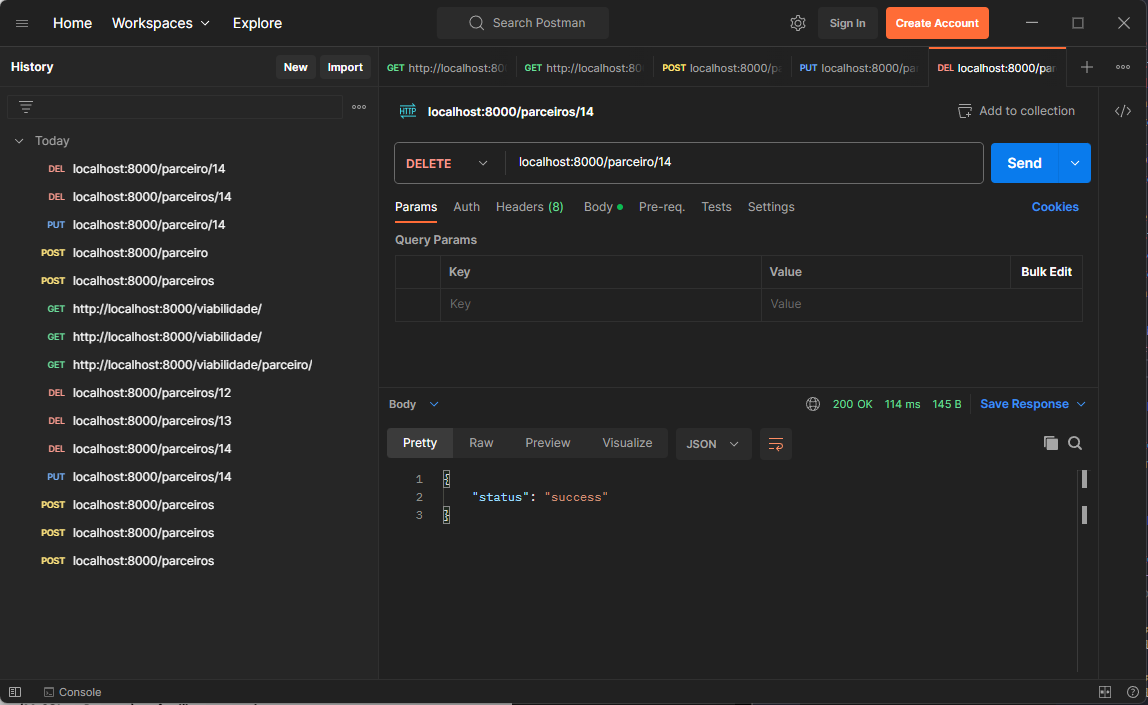 Home Workspaces Explore Search Postman Sign In Create Account
History New Import
GET http://localhost:80 GET http://localhost:80 POST localhost:8000/pa PUT localhost:8000/par DEL localhost:8000/par
Today
DEL localhost:8000/parceiro/14
DEL localhost:8000/parceiros/14
PUT localhost:8000/parceiro/14
POST localhost:8000/parceiro
POST localhost:8000/parceiros
GET http://localhost:8000/viabilidade/
GET http://localhost:8000/viabilidade/
GET http://localhost:8000/viabilidade/parceiro/
DEL localhost:8000/parceiros/12
DEL localhost:8000/parceiros/13
DEL localhost:8000/parceiros/14
PUT localhost:8000/parceiros/14
POST localhost:8000/parceiros
POST localhost:8000/parceiros
POST localhost:8000/parceiros
HTTP localhost:8000/parceiros/14 Add to collection
DELETE localhost:8000/parceiro/14 Send
Params Auth Headers (8) Body Pre-req. Tests Settings Cookies
Query Params
Key Value Bulk Edit
Key Value
Body 200 OK 114 ms 145 B Save Response
Pretty Raw Preview Visualize JSON
1 {
2 "status": "success"
3 }
Console